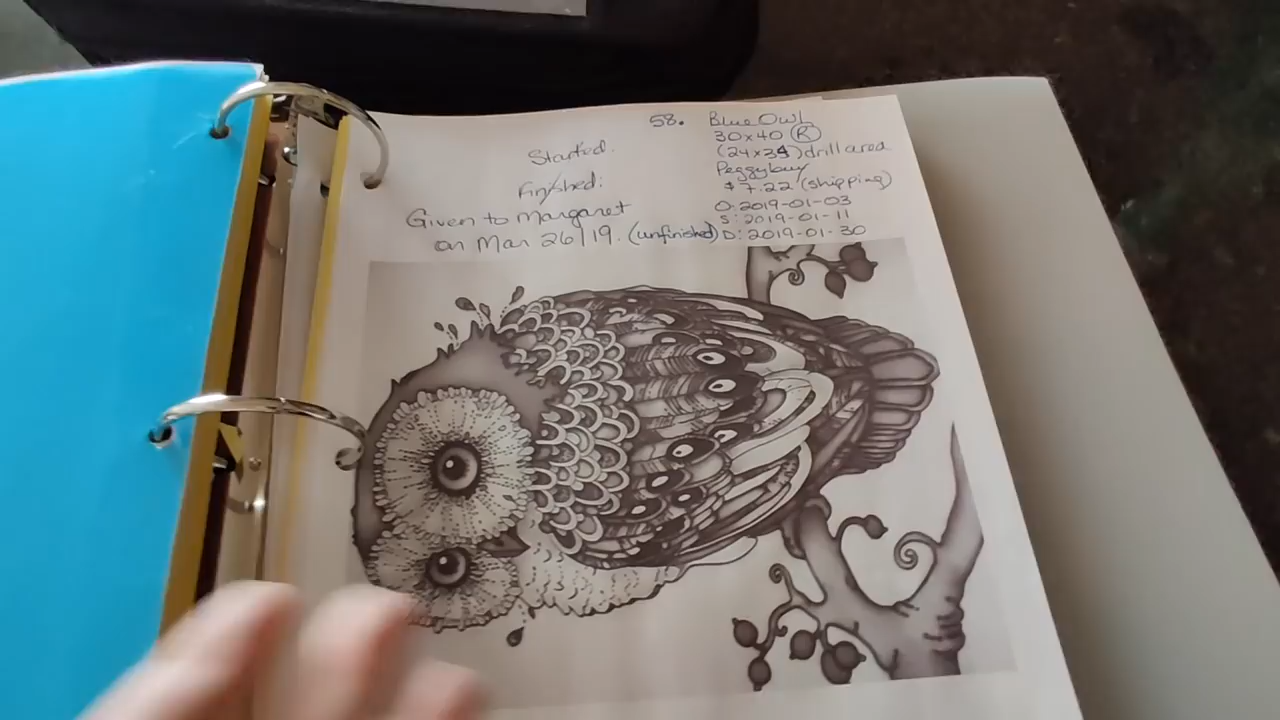 58. Blue Owl
30x40 R
(24x34) drill area
Peggybuy
$7.22 (shipping)
O: 2019-01-03
S: 2019-01-11
D: 2019-01-30
Started:
Finished:
Given to Margaret
on Mar 26/19. (unfinished)